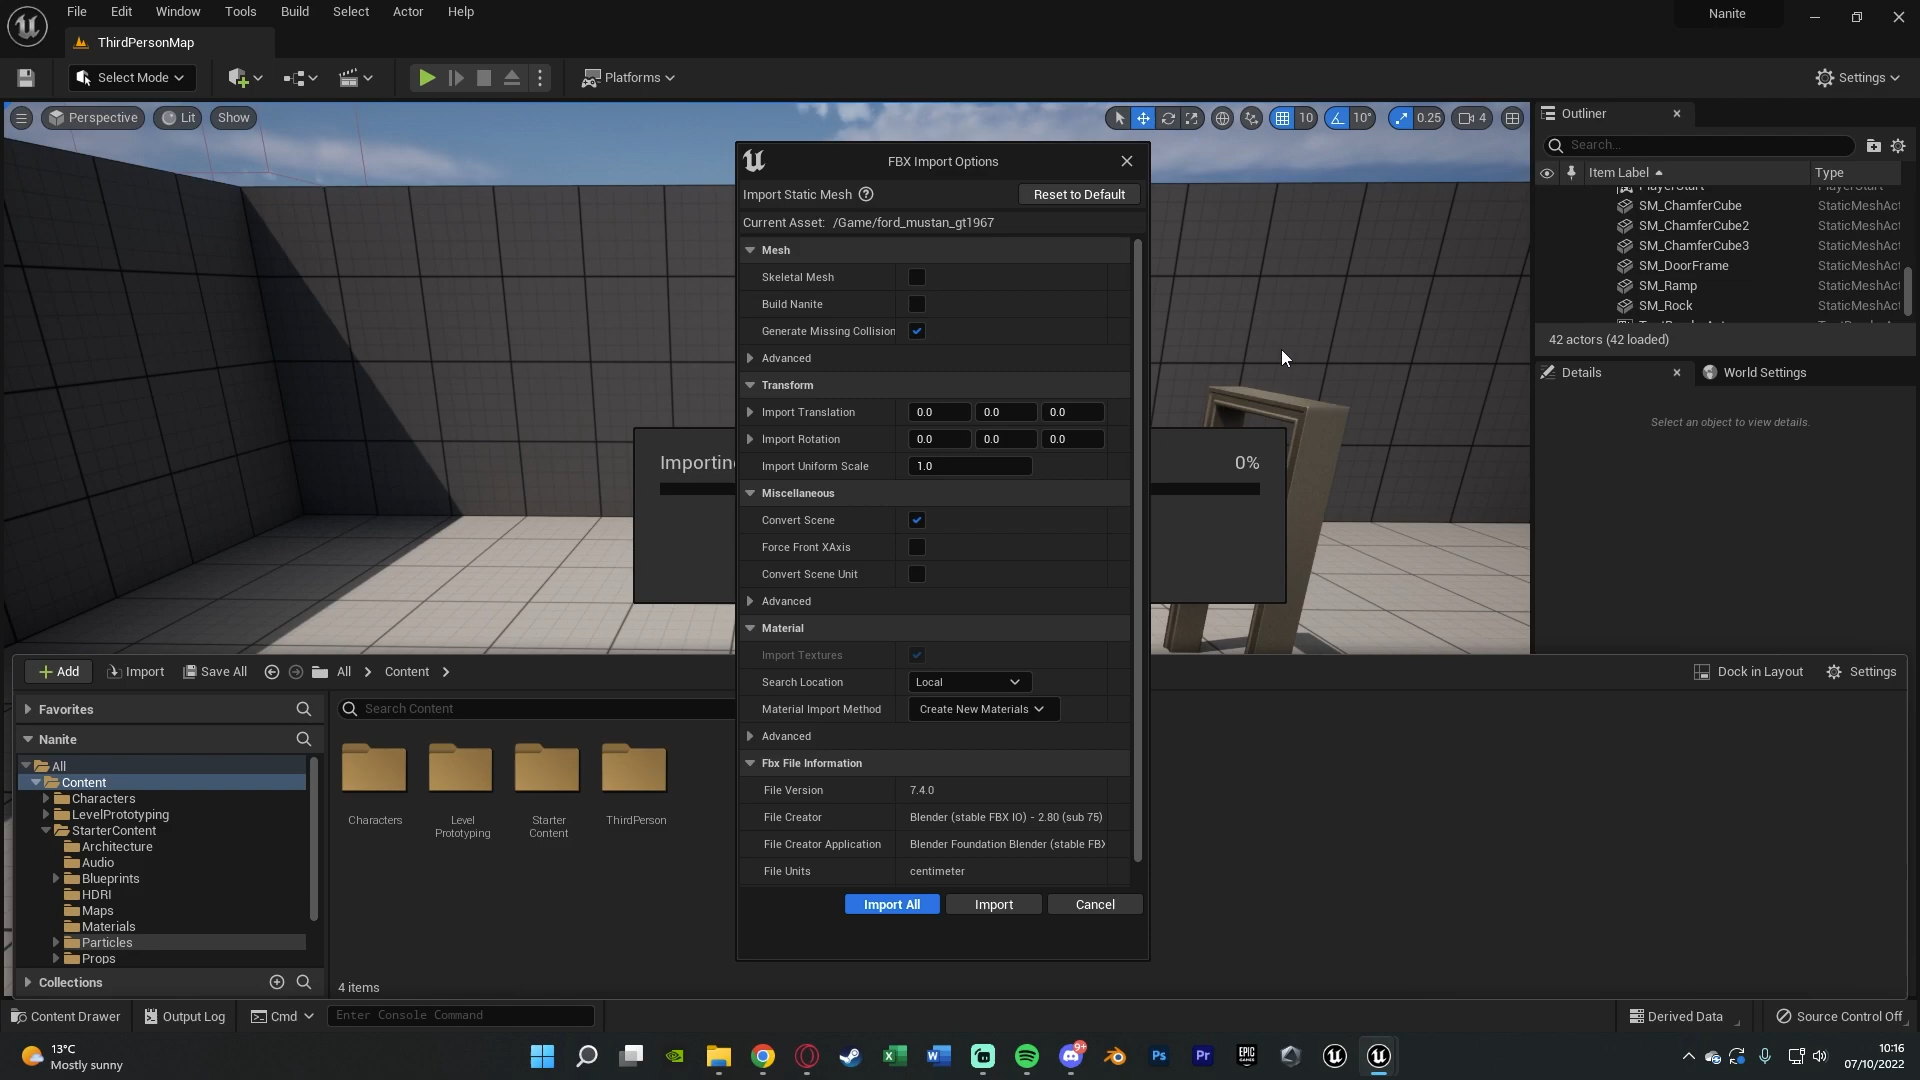 File Edit Window Tools Build Select Actor Help
Nanite
ThirdPersonMap
Select Mode
Platforms
Settings
Perspective Lit Show
10 10° 0.25 4
Outliner
Search...
Item Label Type
PlayerStart
SM_ChamferCube StaticMeshAct
SM_ChamferCube2 StaticMeshAct
SM_ChamferCube3 StaticMeshAct
SM_DoorFrame StaticMeshAct
SM_Ramp StaticMeshAct
SM_Rock StaticMeshAct
42 actors (42 loaded)
Details World Settings
Select an object to view details.
Importin
0%
FBX Import Options
Import Static Mesh ? Reset to Default
Current Asset: /Game/ford_mustan_gt1967
Mesh
Skeletal Mesh
Build Nanite
Generate Missing Collision
Advanced
Transform
Import Translation 0.0 0.0 0.0
Import Rotation 0.0 0.0 0.0
Import Uniform Scale 1.0
Miscellaneous
Convert Scene
Force Front XAxis
Convert Scene Unit
Advanced
Material
Import Textures
Search Location Local
Material Import Method Create New Materials
Advanced
Fbx File Information
File Version 7.4.0
File Creator Blender (stable FBX IO) - 2.80 (sub 75)
File Creator Application Blender Foundation Blender (stable FBX
File Units centimeter
Import All Import Cancel
+ Add Import Save All All Content
Dock in Layout Settings
Favorites
Search Content
Nanite
All
Content
Characters
LevelPrototyping
StarterContent
Architecture
Audio
Blueprints
HDRI
Maps
Materials
Particles
Props
Collections
Characters
Level
Prototyping
Starter
Content
ThirdPerson
4 items
Content Drawer Output Log Cmd Enter Console Command
Derived Data Source Control Off
13°C
Mostly sunny
9+
Ps
Pr
EPIC
10:16
07/10/2022